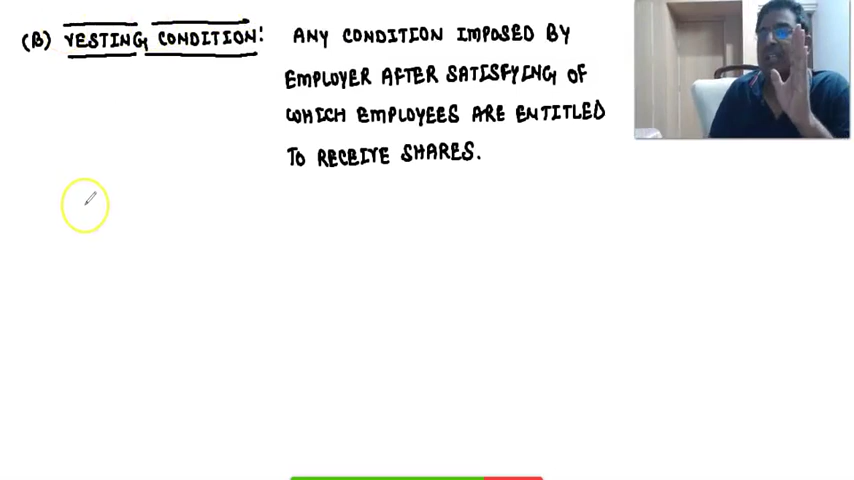 (B) VESTING CONDITION: ANY CONDITION IMPOSED BY
EMPLOYER AFTER SATISFYING OF
WHICH EMPLOYEES ARE ENTITLED
TO RECEIVE SHARES.